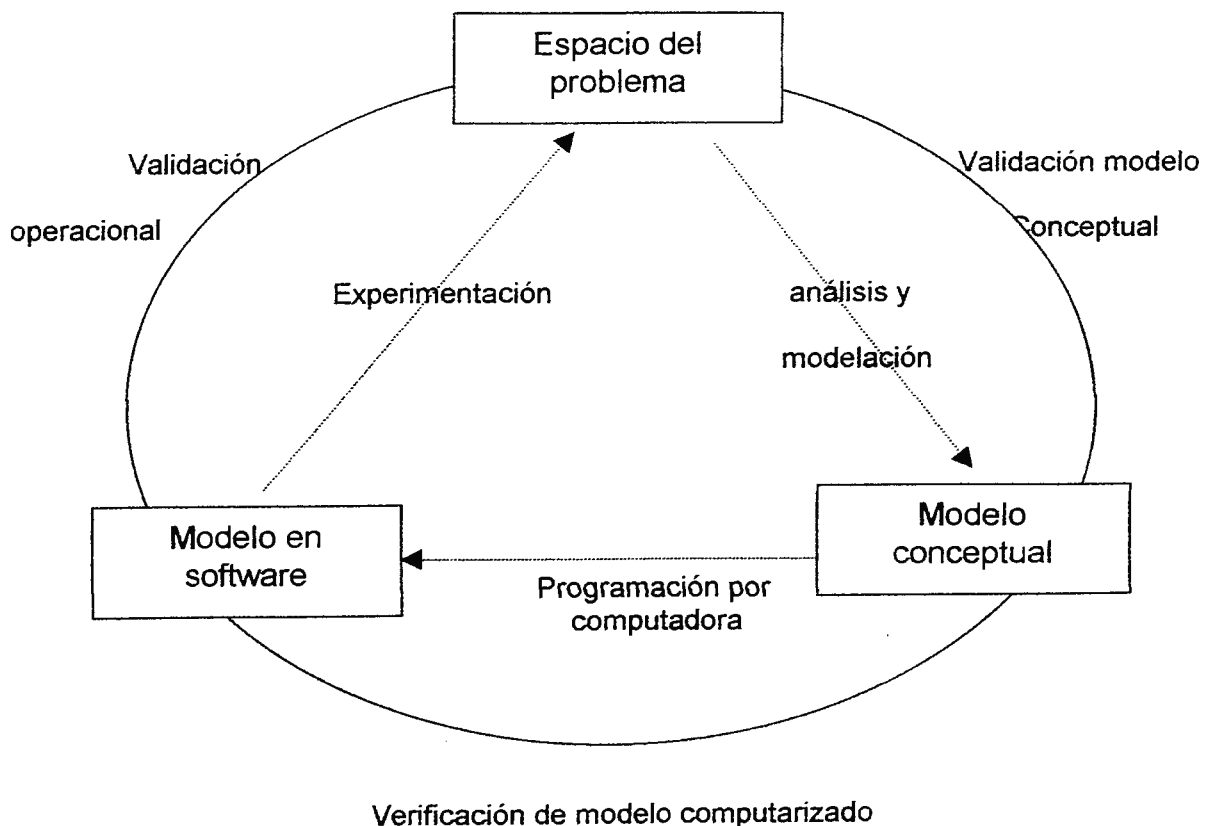 Espacio del
problema
Validación
operacional
Validación modelo
Conceptual
Experimentación
análisis y
modelación
Modelo en
software
Modelo
conceptual
Programación por
computadora
Verificación de modelo computarizado